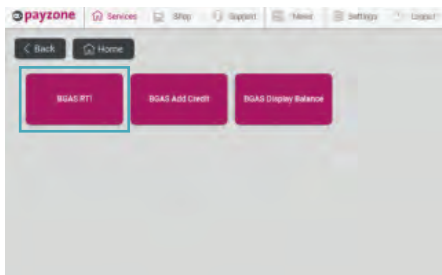 payzone Services Shop Support News Settings Logout
< Back Home
BGAS RTI BGAS Add Credit BGAS Display Balance